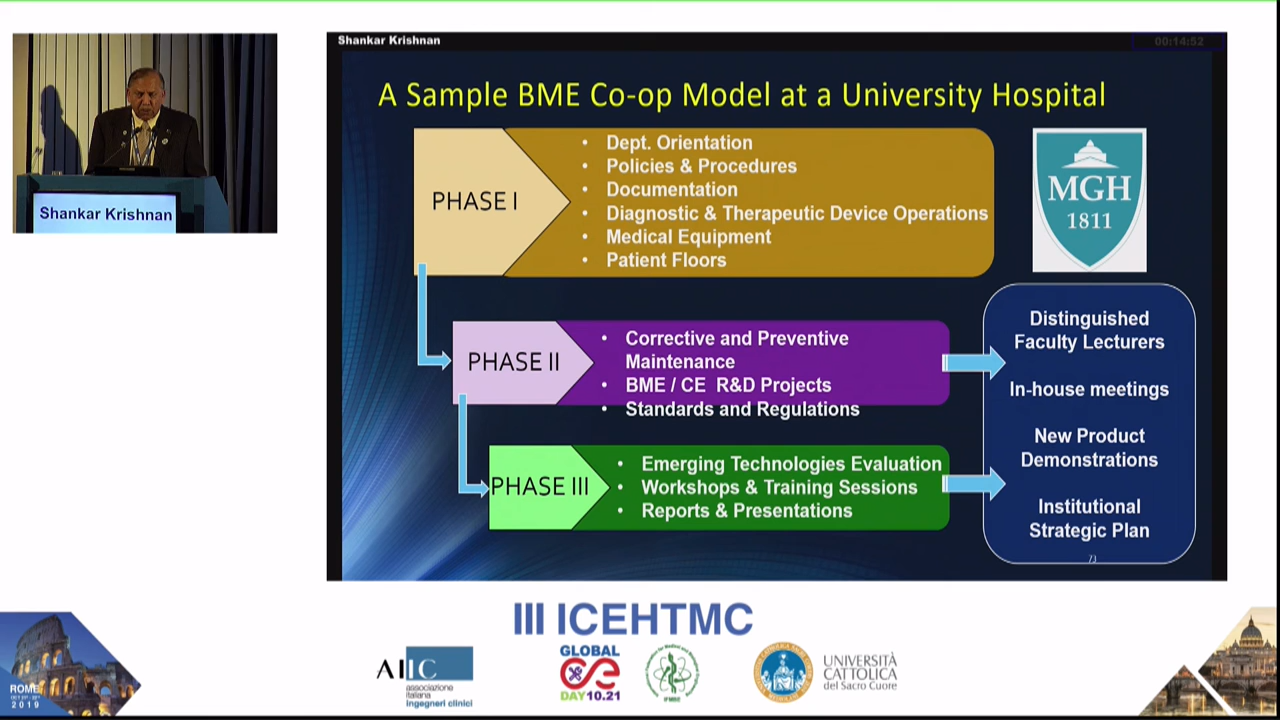 Shankar Krishnan
00:14:52
A Sample BME Co-op Model at a University Hospital
PHASE I
• Dept. Orientation
• Policies & Procedures
• Documentation
• Diagnostic & Therapeutic Device Operations
• Medical Equipment
• Patient Floors
MGH
1811
PHASE II
• Corrective and Preventive
Maintenance
• BME / CE R&D Projects
• Standards and Regulations
PHASE III
• Emerging Technologies Evaluation
• Workshops & Training Sessions
• Reports & Presentations
Distinguished
Faculty Lecturers
In-house meetings
New Product
Demonstrations
Institutional
Strategic Plan
73
Shankar Krishnan
III ICEHTMC
AIIC
associazione
italiana
ingegneri clinici
GLOBAL
CE
DAY 10.21
IFMBE
UNIVERSITÀ
CATTOLICA
del Sacro Cuore
ROME
2019